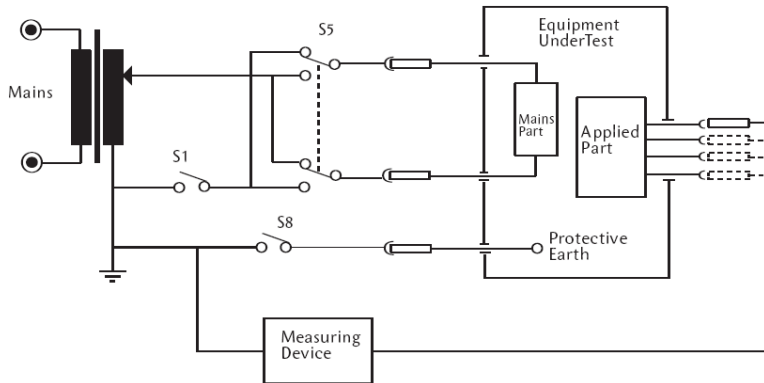 S5
Equipment
UnderTest
Mains
Mains
Part
Applied
Part
S1
S8
Protective
Earth
Measuring
Device